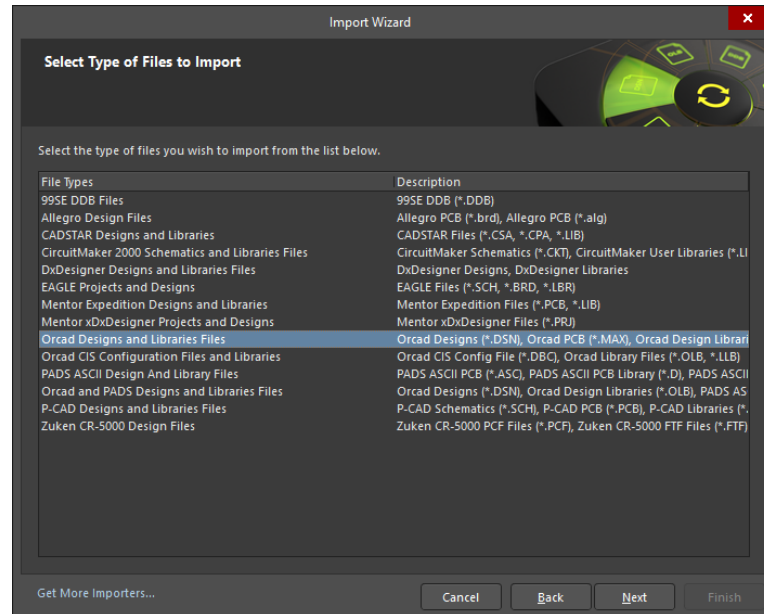 Import Wizard
Select Type of Files to Import
Select the type of files you wish to import from the list below.
File Types Description
99SE DDB Files 99SE DDB (*.DDB)
Allegro Design Files Allegro PCB (*.brd), Allegro PCB (*.alg)
CADSTAR Designs and Libraries CADSTAR Files (*.CSA, *.CPA, *.LIB)
CircuitMaker 2000 Schematics and Libraries Files CircuitMaker Schematics (*.CKT), CircuitMaker User Libraries (*.LI
DxDesigner Designs and Libraries Files DxDesigner Designs, DxDesigner Libraries
EAGLE Projects and Designs EAGLE Files (*.SCH, *.BRD, *.LBR)
Mentor Expedition Designs and Libraries Mentor Expedition Files (*.PCB, *.LIB)
Mentor xDxDesigner Projects and Designs Mentor xDxDesigner Files (*.PRJ)
Orcad Designs and Libraries Files Orcad Designs (*.DSN), Orcad PCB (*.MAX), Orcad Design Librari
Orcad CIS Configuration Files and Libraries Orcad CIS Config File (*.DBC), Orcad Library Files (*.OLB, *.LLB)
PADS ASCII Design And Library Files PADS ASCII PCB (*.ASC), PADS ASCII PCB Library (*.D), PADS ASCII
Orcad and PADS Designs and Libraries Files Orcad Designs (*.DSN), Orcad Design Libraries (*.OLB), PADS AS
P-CAD Designs and Libraries Files P-CAD Schematics (*.SCH), P-CAD PCB (*.PCB), P-CAD Libraries (*.
Zuken CR-5000 Design Files Zuken CR-5000 PCF Files (*.PCF), Zuken CR-5000 FTF Files (*.FTF)
Get More Importers... Cancel Back Next Finish